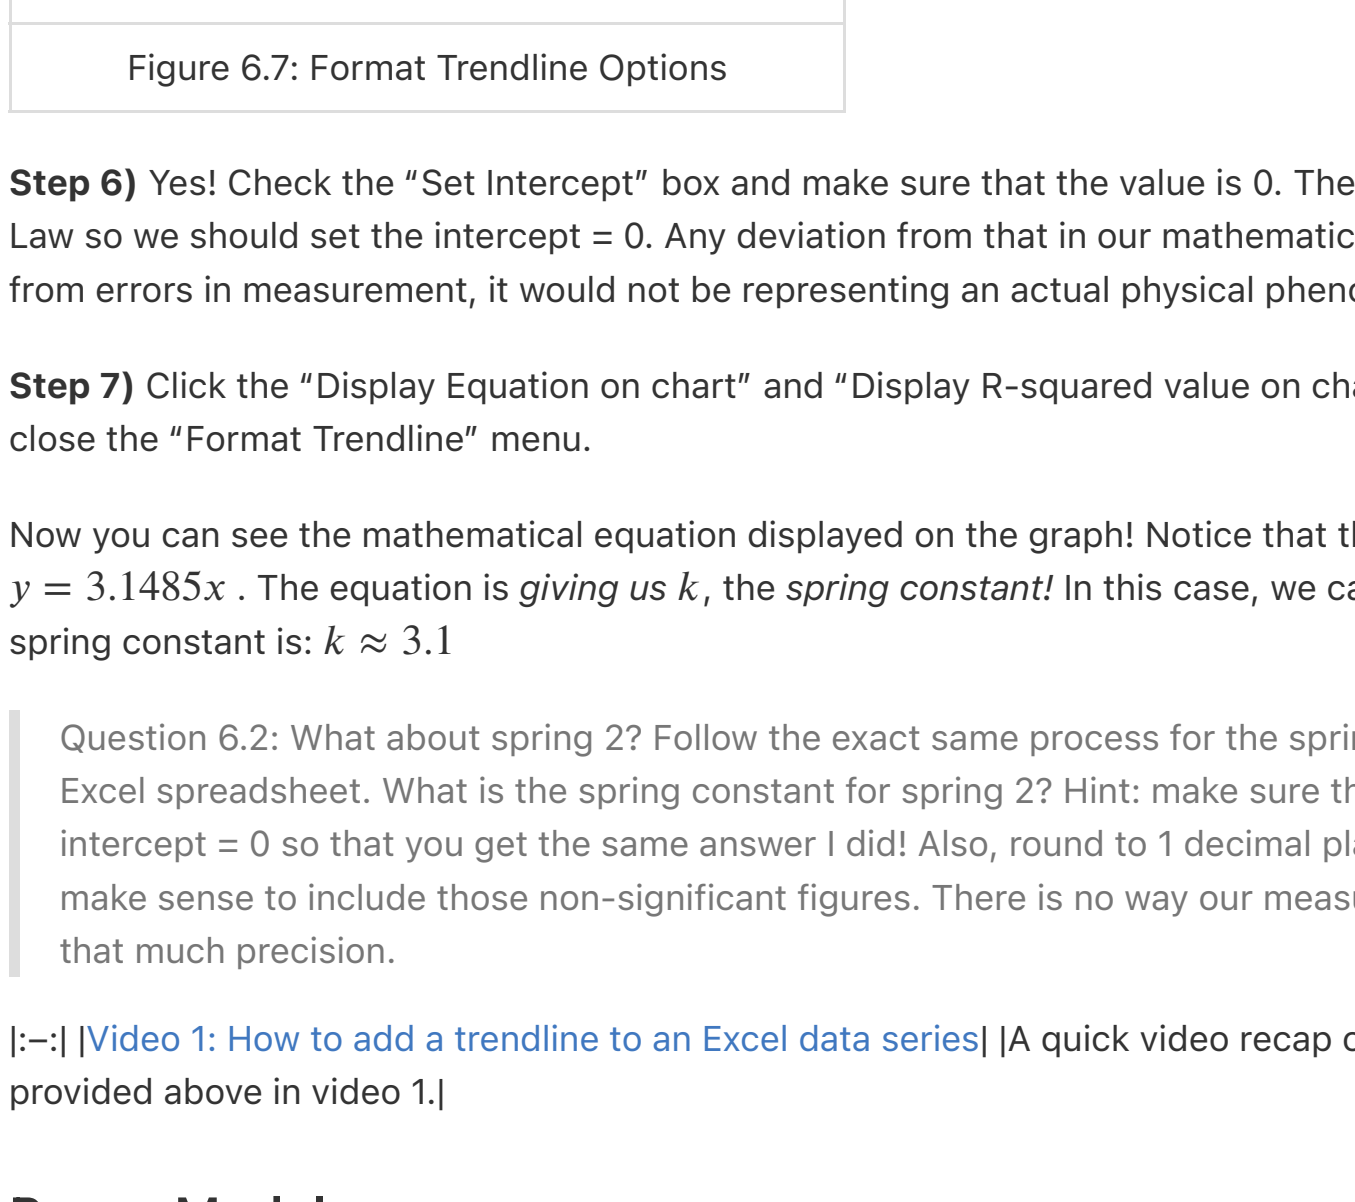 Figure 6.7: Format Trendline Options
Step 6) Yes! Check the “Set Intercept” box and make sure that the value is 0. The
Law so we should set the intercept = 0. Any deviation from that in our mathematic
from errors in measurement, it would not be representing an actual physical pheno
Step 7) Click the “Display Equation on chart” and “Display R-squared value on cha
close the “Format Trendline” menu.
Now you can see the mathematical equation displayed on the graph! Notice that th
y = 3.1485x . The equation is giving us k, the spring constant! In this case, we ca
spring constant is: k ≈ 3.1
Question 6.2: What about spring 2? Follow the exact same process for the sprin
Excel spreadsheet. What is the spring constant for spring 2? Hint: make sure th
intercept = 0 so that you get the same answer I did! Also, round to 1 decimal pla
make sense to include those non-significant figures. There is no way our measu
that much precision.
|:–:| |Video 1: How to add a trendline to an Excel data series| |A quick video recap o
provided above in video 1.|